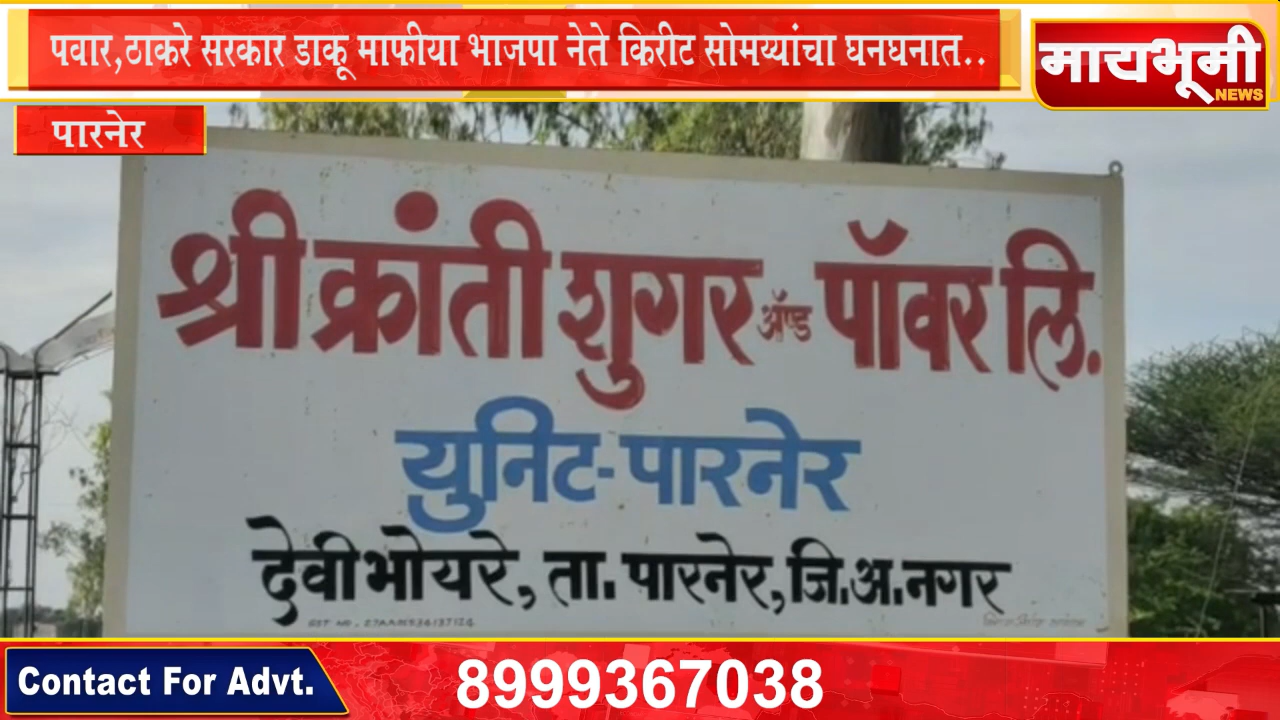 पवार,ठाकरे सरकार डाकू माफीया भाजपा नेते किरीट सोमय्यांचा घनघनात..
मायभूमी
NEWS
पारनेर
श्री क्रांती शुगर ॲण्ड पॉवर लि.
युनिट-पारनेर
देवीभोयरे, ता. पारनेर, जि.अ.नगर
Contact For Advt.
8999367038